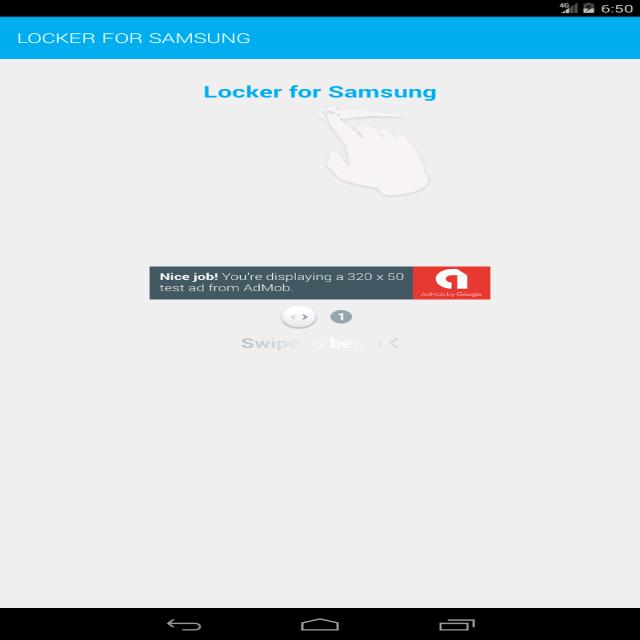 4G 6:50
LOCKER FOR SAMSUNG
Locker for Samsung
Nice job! You're displaying a 320 x 50
test ad from AdMob.
AdMob by Google
1
Swipe to begin <